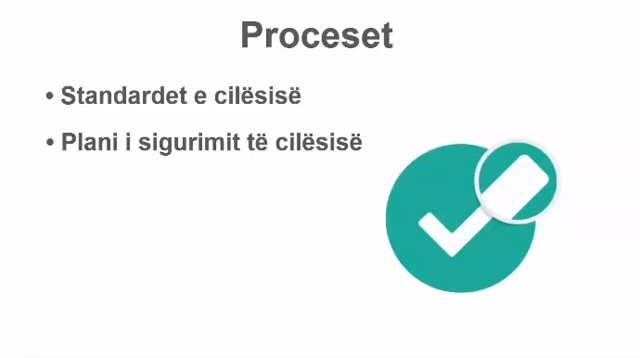 Proceset
• Standardet e cilësisë
• Plani i sigurimit të cilësisë